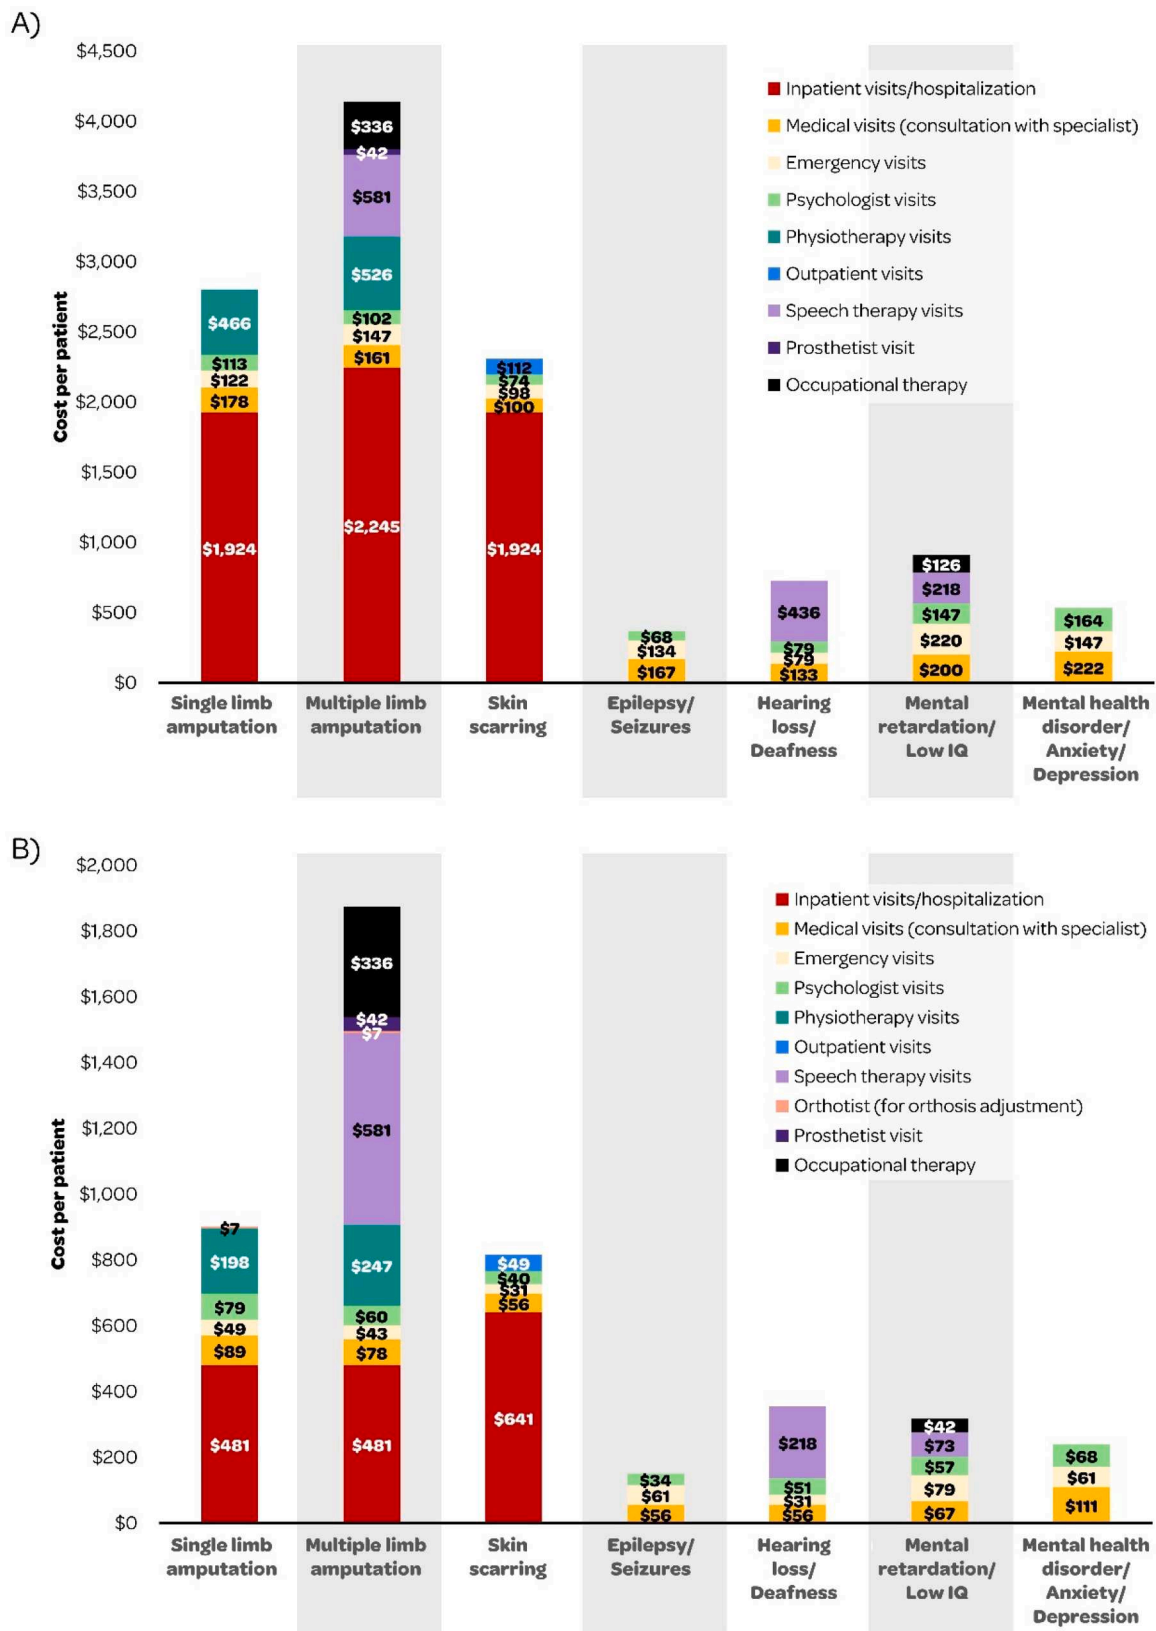 A)
$4,500
$4,000
$3,500
$3,000
$2,500
$2,000
$1,500
$1,000
$500
$0
Cost per patient
Inpatient visits/hospitalization
Medical visits (consultation with specialist)
Emergency visits
Psychologist visits
Physiotherapy visits
Outpatient visits
Speech therapy visits
Prosthetist visit
Occupational therapy
$466
$113
$122
$178
$1,924
$336
$42
$581
$526
$102
$147
$161
$2,245
$112
$74
$98
$100
$1,924
$68
$134
$167
$436
$79
$79
$133
$126
$218
$147
$220
$200
$164
$147
$222
Single limb
amputation
Multiple limb
amputation
Skin
scarring
Epilepsy/
Seizures
Hearing
loss/
Deafness
Mental
retardation/
Low IQ
Mental health
disorder/
Anxiety/
Depression
B)
$2,000
$1,800
$1,600
$1,400
$1,200
$1,000
$800
$600
$400
$200
$0
Cost per patient
Inpatient visits/hospitalization
Medical visits (consultation with specialist)
Emergency visits
Psychologist visits
Physiotherapy visits
Outpatient visits
Speech therapy visits
Orthotist (for orthosis adjustment)
Prosthetist visit
Occupational therapy
$7
$198
$79
$49
$89
$481
$336
$42
$7
$581
$247
$60
$43
$78
$481
$49
$40
$31
$56
$641
$34
$61
$56
$218
$51
$31
$56
$42
$73
$57
$79
$67
$68
$61
$111
Single limb
amputation
Multiple limb
amputation
Skin
scarring
Epilepsy/
Seizures
Hearing
loss/
Deafness
Mental
retardation/
Low IQ
Mental health
disorder/
Anxiety/
Depression